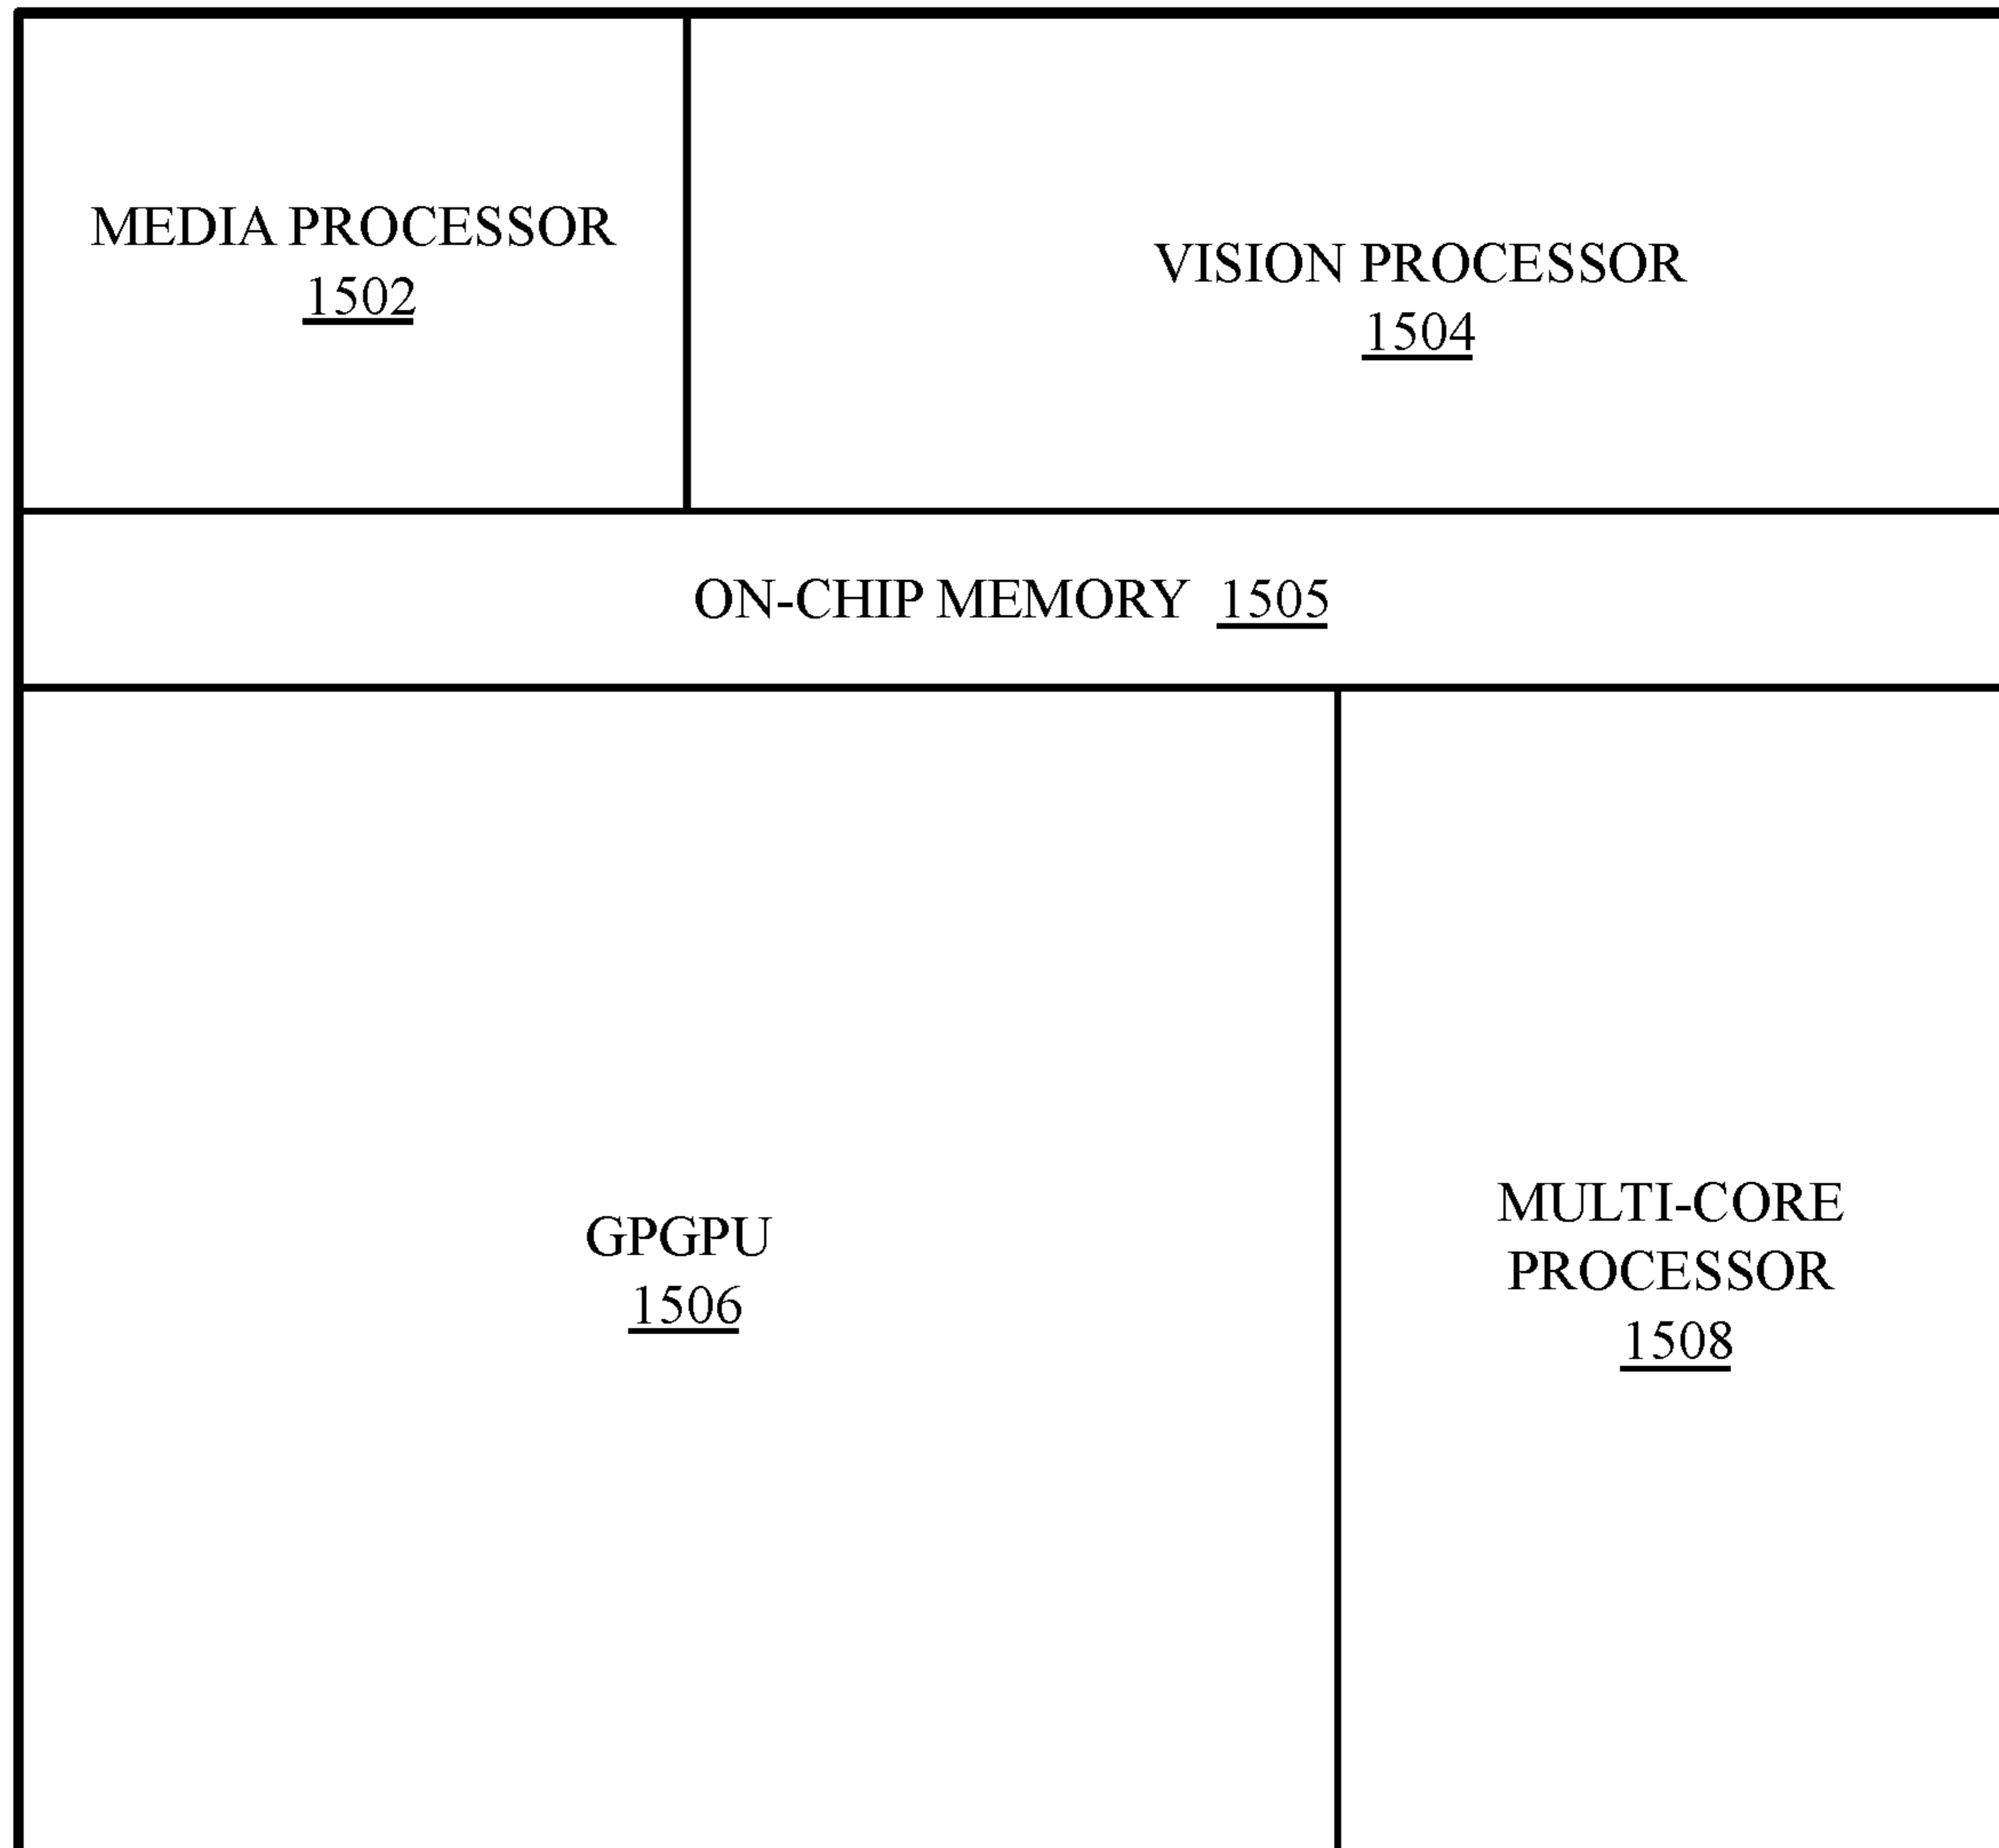 MEDIA PROCESSOR
1502
VISION PROCESSOR
1504
ON-CHIP MEMORY 1505
GPGPU
1506
MULTI-CORE
PROCESSOR
1508